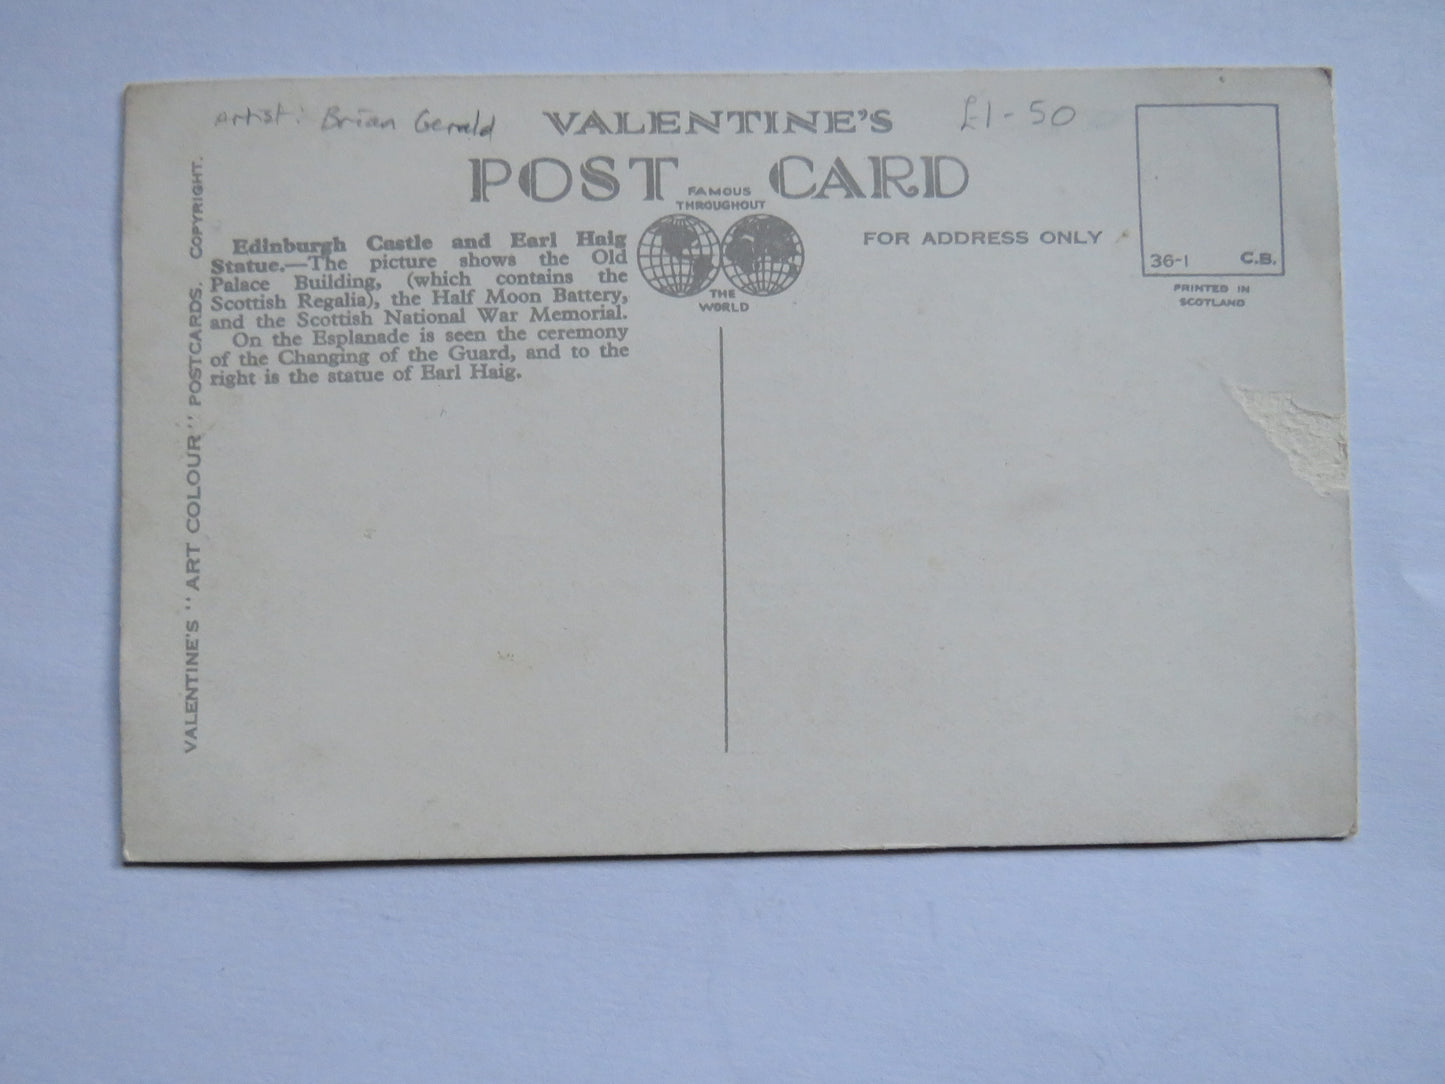 Artist: Brian Gerald
£1-50
VALENTINE'S
POST CARD
FAMOUS
THROUGHOUT
THE
WORLD
FOR ADDRESS ONLY
36-1 C.B.
PRINTED IN
SCOTLAND
Edinburgh Castle and Earl Haig
Statue.—The picture shows the Old
Palace Building, (which contains the
Scottish Regalia), the Half Moon Battery,
and the Scottish National War Memorial.
On the Esplanade is seen the ceremony
of the Changing of the Guard, and to the
right is the statue of Earl Haig.
VALENTINE'S "ART COLOUR" POSTCARDS. COPYRIGHT.